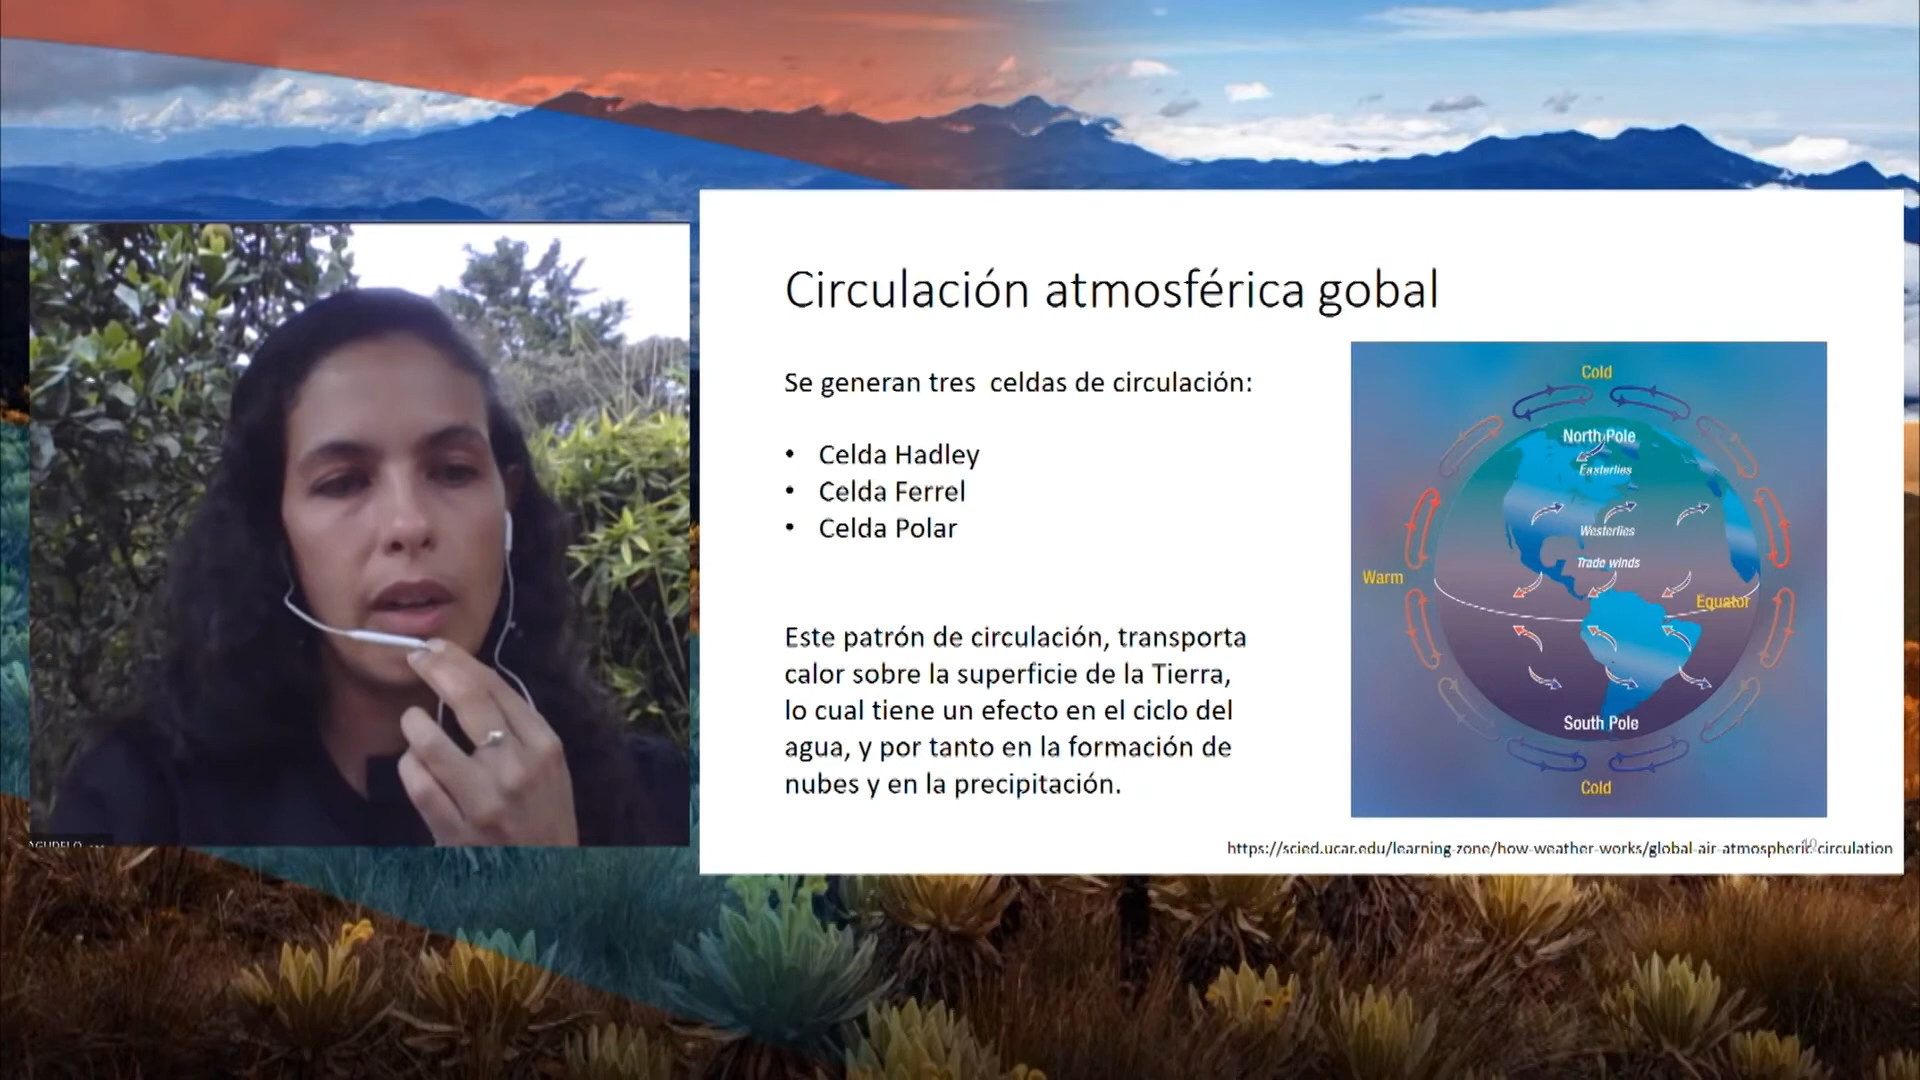 Circulación atmosférica gobal
Se generan tres celdas de circulación:
• Celda Hadley
• Celda Ferrel
• Celda Polar
Este patrón de circulación, transporta
calor sobre la superficie de la Tierra,
lo cual tiene un efecto en el ciclo del
agua, y por tanto en la formación de
nubes y en la precipitación.
Cold
North Pole
Easterlies
Westerlies
Trade winds
Warm
Equator
South Pole
Cold
https://scied.ucar.edu/learning-zone/how-weather-works/global-air-atmospheric-circulation
10
AGUDELO